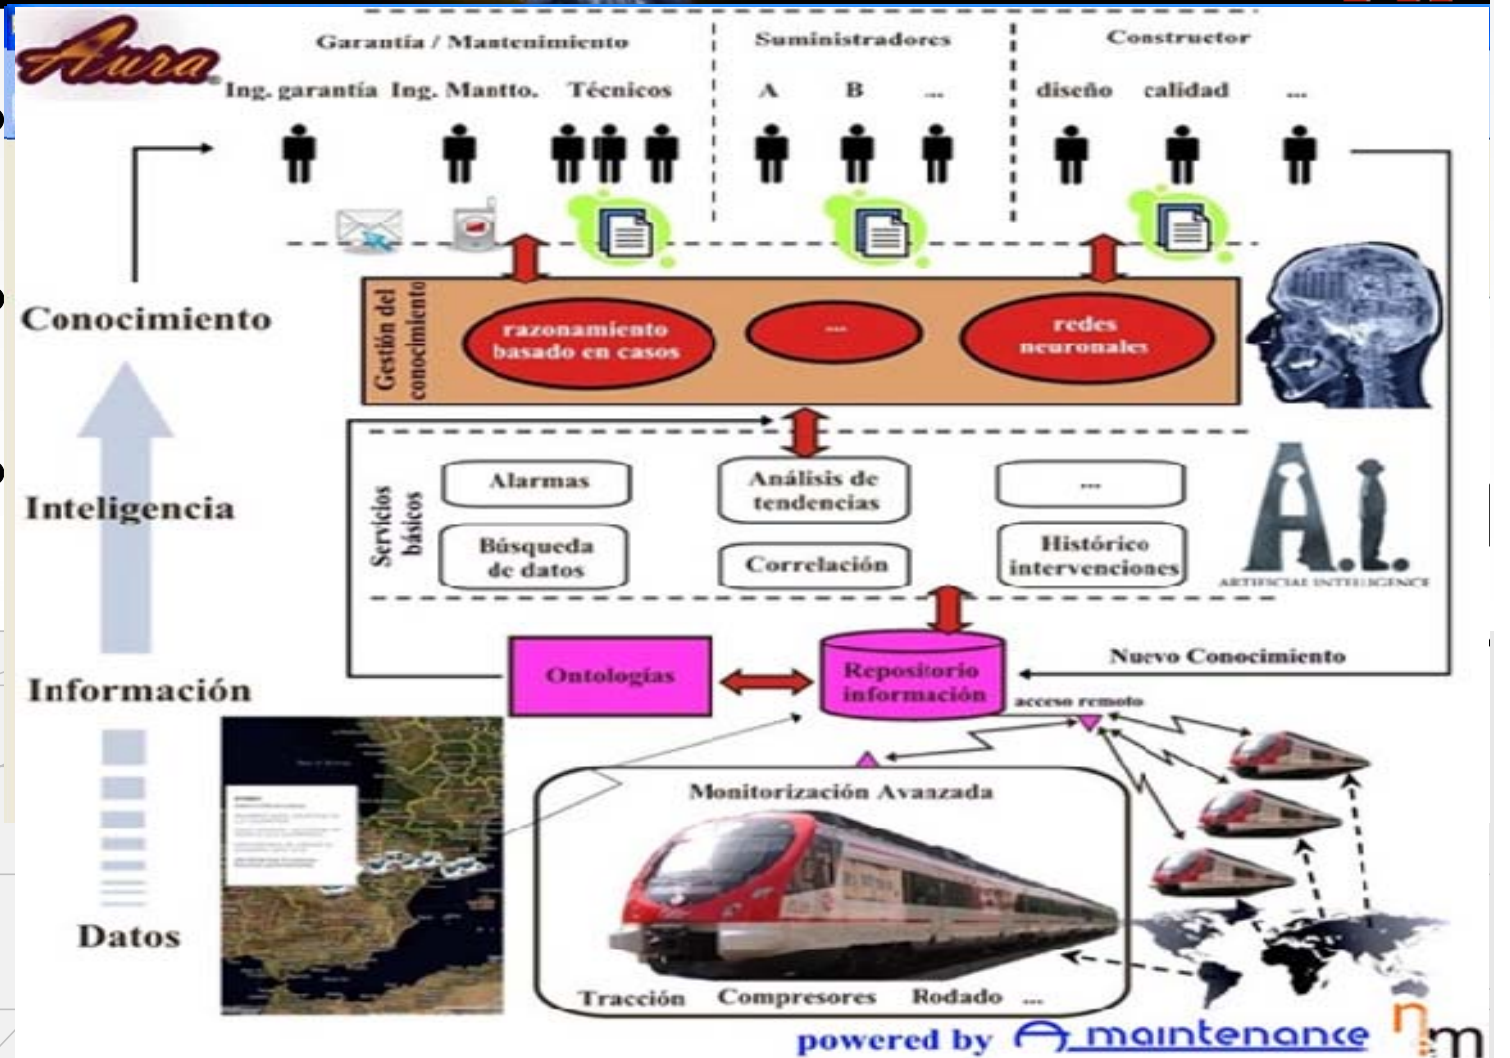 Aura
Garantía / Mantenimiento
Suministradores
Constructor
Ing. garantía Ing. Mantto. Técnicos
A B ...
diseño calidad ...
Conocimiento
Gestión del
conocimiento
razonamiento
basado en casos
...
redes
neuronales
Inteligencia
Servicios
básicos
Alarmas
Análisis de
tendencias
...
Búsqueda
de datos
Correlación
Histórico
intervenciones
A.I.
ARTIFICIAL INTELLIGENCE
Información
Ontologías
Repositorio
información
Nuevo Conocimiento
acceso remoto
Monitorización Avanzada
Datos
Tracción Compresores Rodado ...
powered by A_maintenance
nm